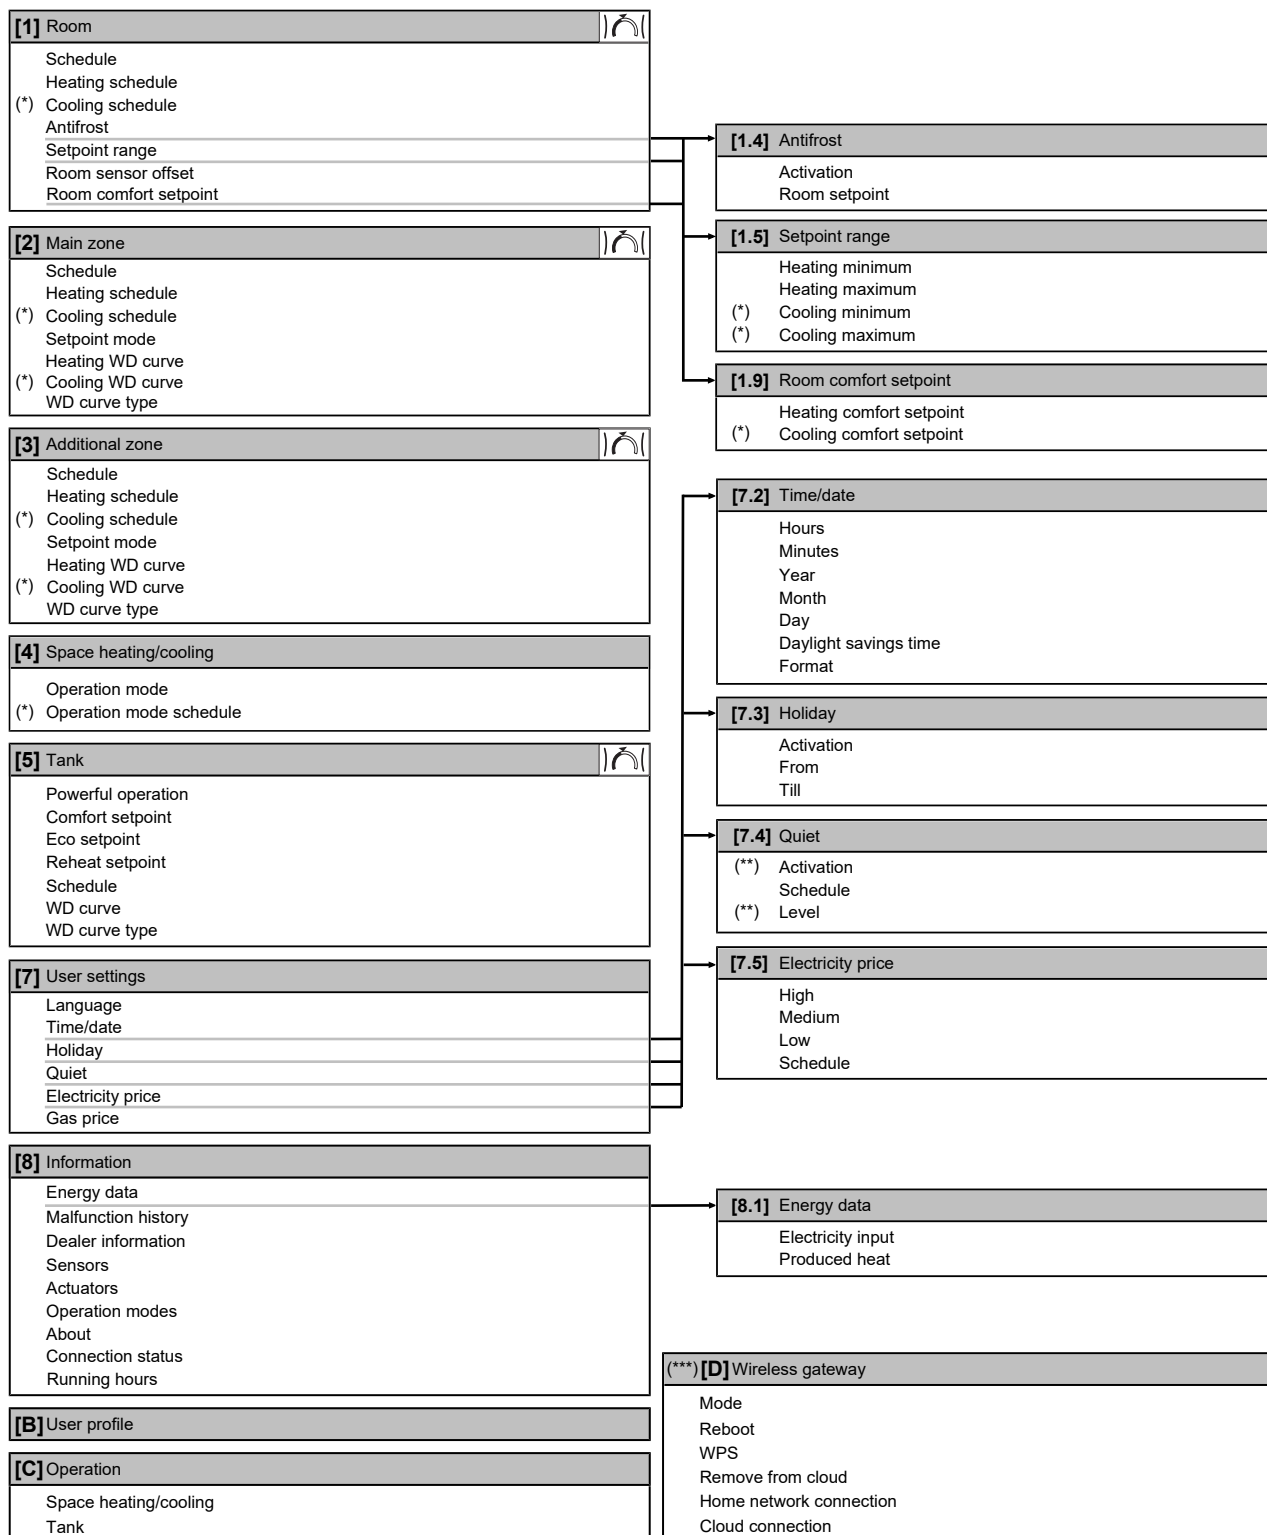 [1] Room
Schedule
Heating schedule
(*) Cooling schedule
Antifrost
Setpoint range
Room sensor offset
Room comfort setpoint
[2] Main zone
Schedule
Heating schedule
(*) Cooling schedule
Setpoint mode
Heating WD curve
(*) Cooling WD curve
WD curve type
[3] Additional zone
Schedule
Heating schedule
(*) Cooling schedule
Setpoint mode
Heating WD curve
(*) Cooling WD curve
WD curve type
[4] Space heating/cooling
Operation mode
(*) Operation mode schedule
[5] Tank
Powerful operation
Comfort setpoint
Eco setpoint
Reheat setpoint
Schedule
WD curve
WD curve type
[7] User settings
Language
Time/date
Holiday
Quiet
Electricity price
Gas price
[8] Information
Energy data
Malfunction history
Dealer information
Sensors
Actuators
Operation modes
About
Connection status
Running hours
[B] User profile
[C] Operation
Space heating/cooling
Tank
[1.4] Antifrost
Activation
Room setpoint
[1.5] Setpoint range
Heating minimum
Heating maximum
(*) Cooling minimum
(*) Cooling maximum
[1.9] Room comfort setpoint
Heating comfort setpoint
(*) Cooling comfort setpoint
[7.2] Time/date
Hours
Minutes
Year
Month
Day
Daylight savings time
Format
[7.3] Holiday
Activation
From
Till
[7.4] Quiet
(**) Activation
Schedule
(**) Level
[7.5] Electricity price
High
Medium
Low
Schedule
[8.1] Energy data
Electricity input
Produced heat
(***) [D] Wireless gateway
Mode
Reboot
WPS
Remove from cloud
Home network connection
Cloud connection